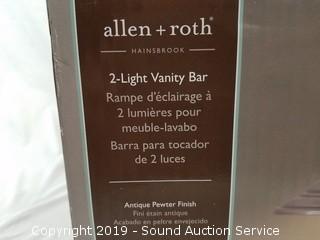 allen + roth®
HAINSBROOK
2-Light Vanity Bar
Rampe d'éclairage à
2 lumières pour
meuble-lavabo
Barra para tocador
de 2 luces
Antique Pewter Finish
Fini étain antique
Acabado en peltre envejecido
Copyright 2019 - Sound Auction Service